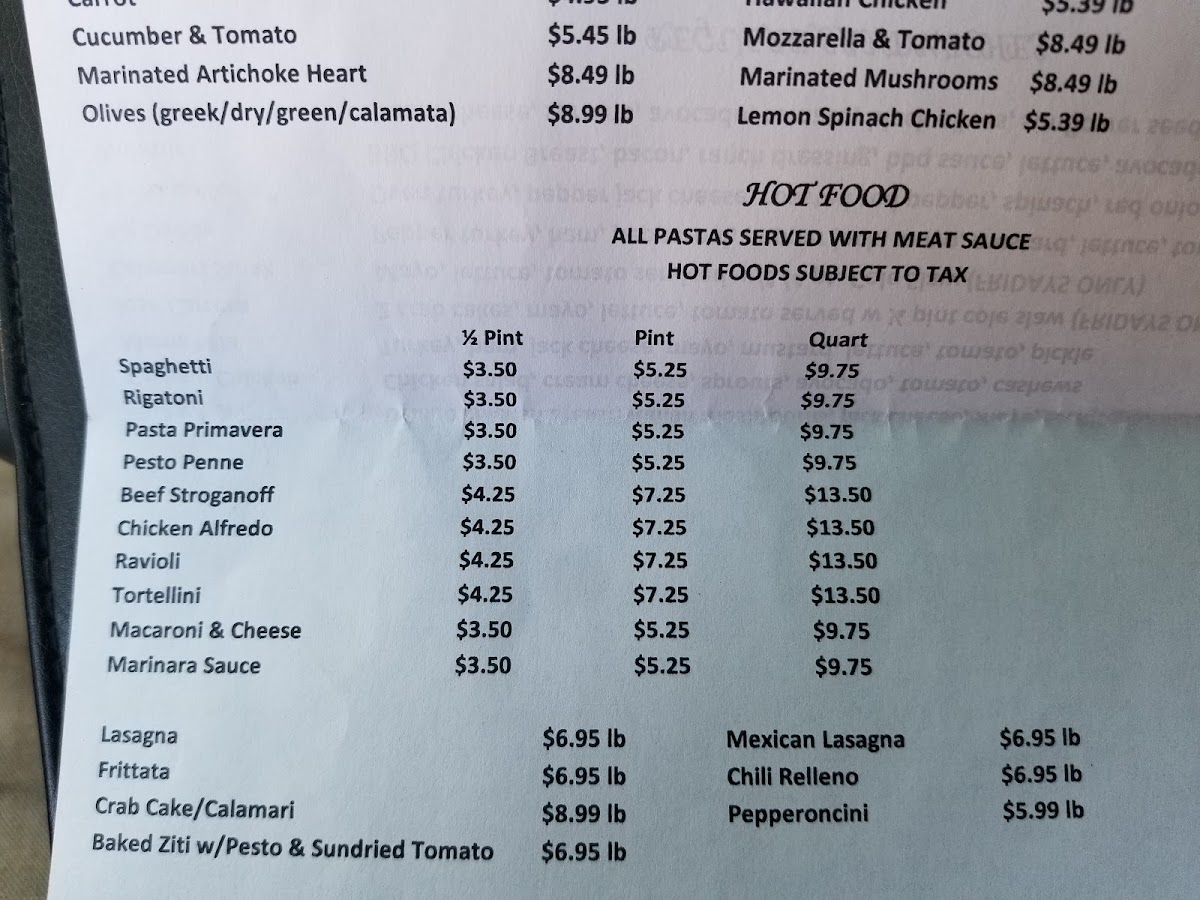 Cucumber & Tomato $5.45 lb Mozzarella & Tomato $8.49 lb
Marinated Artichoke Heart $8.49 lb Marinated Mushrooms $8.49 lb
Olives (greek/dry/green/calamata) $8.99 lb Lemon Spinach Chicken $5.39 lb
HOT FOOD
ALL PASTAS SERVED WITH MEAT SAUCE
HOT FOODS SUBJECT TO TAX
½ Pint Pint Quart
Spaghetti $3.50 $5.25 $9.75
Rigatoni $3.50 $5.25 $9.75
Pasta Primavera $3.50 $5.25 $9.75
Pesto Penne $3.50 $5.25 $9.75
Beef Stroganoff $4.25 $7.25 $13.50
Chicken Alfredo $4.25 $7.25 $13.50
Ravioli $4.25 $7.25 $13.50
Tortellini $4.25 $7.25 $13.50
Macaroni & Cheese $3.50 $5.25 $9.75
Marinara Sauce $3.50 $5.25 $9.75
Lasagna $6.95 lb Mexican Lasagna $6.95 lb
Frittata $6.95 lb Chili Relleno $6.95 lb
Crab Cake/Calamari $8.99 lb Pepperoncini $5.99 lb
Baked Ziti w/Pesto & Sundried Tomato $6.95 lb